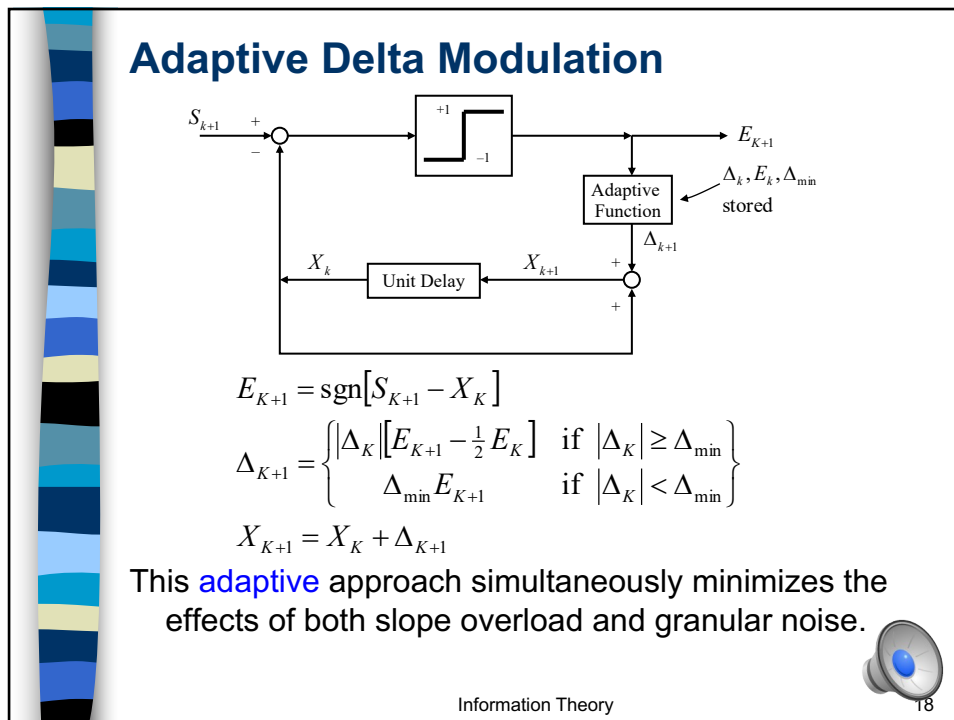 Adaptive Delta Modulation
S_{k+1}
+
−
+1
−1
E_{K+1}
Adaptive
Function
Δ_k, E_k, Δ_min
stored
Δ_{k+1}
X_k
Unit Delay
X_{k+1}
+
+
E_{K+1} = sgn[S_{K+1} − X_K]
Δ_{K+1} = { |Δ_K|[E_{K+1} − ½ E_K] if |Δ_K| ≥ Δ_min
Δ_min E_{K+1} if |Δ_K| < Δ_min }
X_{K+1} = X_K + Δ_{K+1}
This adaptive approach simultaneously minimizes the
effects of both slope overload and granular noise.
Information Theory
18